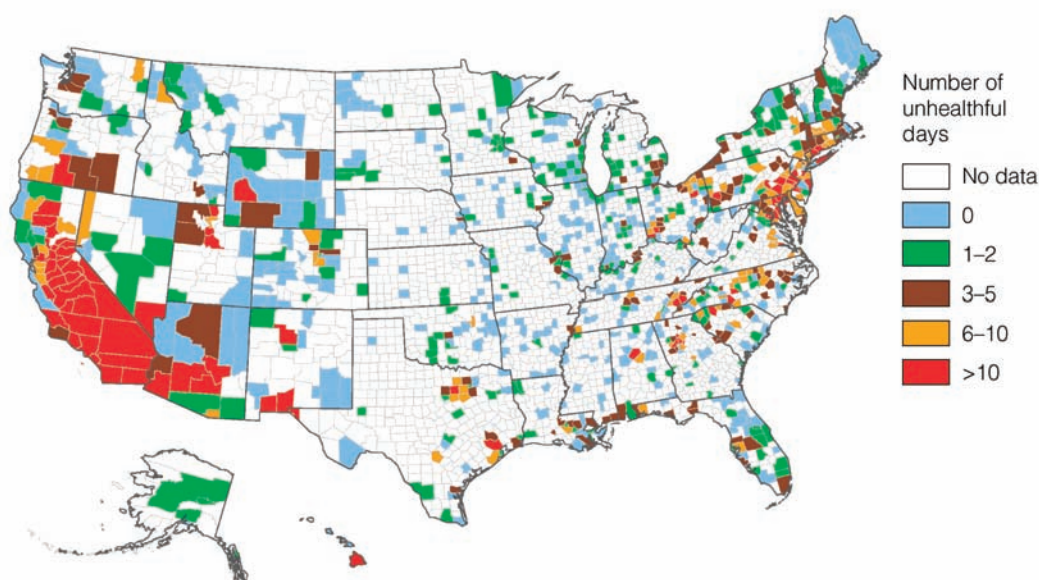 Number of
unhealthful
days
No data
0
1–2
3–5
6–10
>10